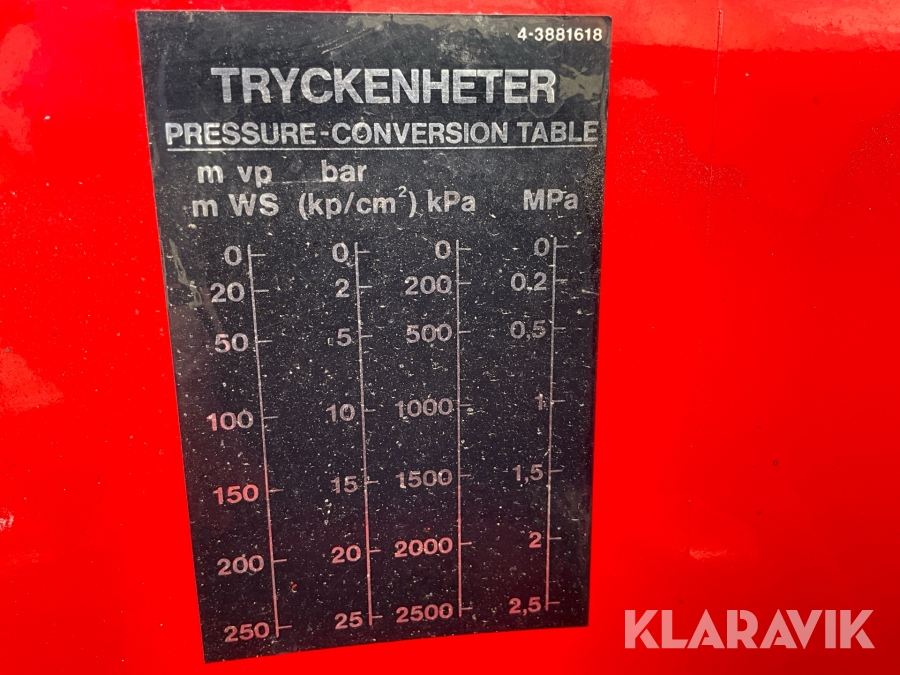 4-3881618
TRYCKENHETER
PRESSURE-CONVERSION TABLE
m vp bar
m WS (kp/cm²) kPa MPa
0 0 0 0
20 2 200 0.2
50 5 500 0,5
100 10 1000 1
150 15 1500 1,5
200 20 2000 2
250 25 2500 2,5
KLARAVIK